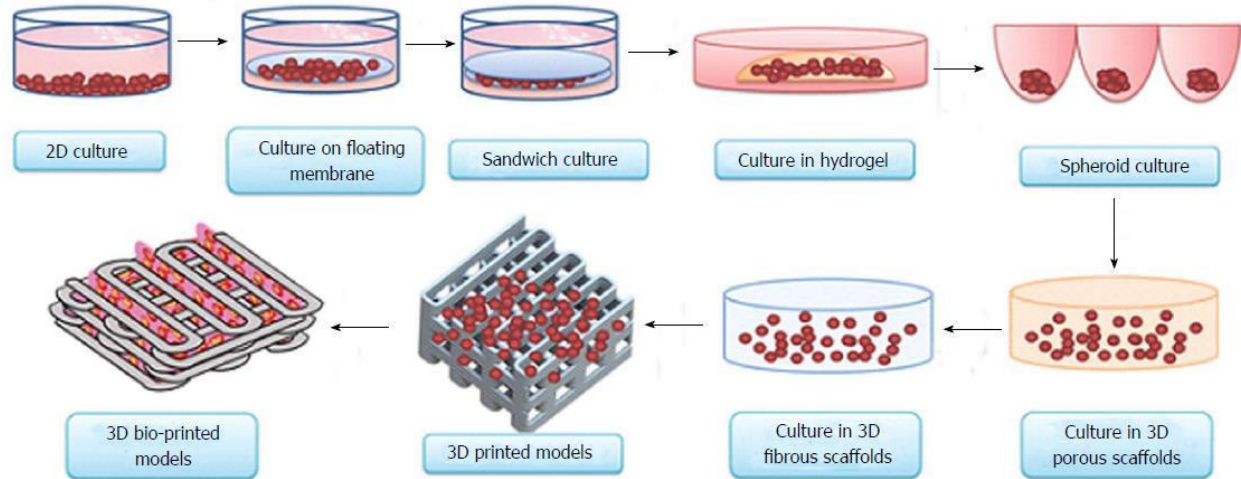 2D culture
Culture on floating
membrane
Sandwich culture
Culture in hydrogel
Spheroid culture
3D bio-printed
models
3D printed models
Culture in 3D
fibrous scaffolds
Culture in 3D
porous scaffolds